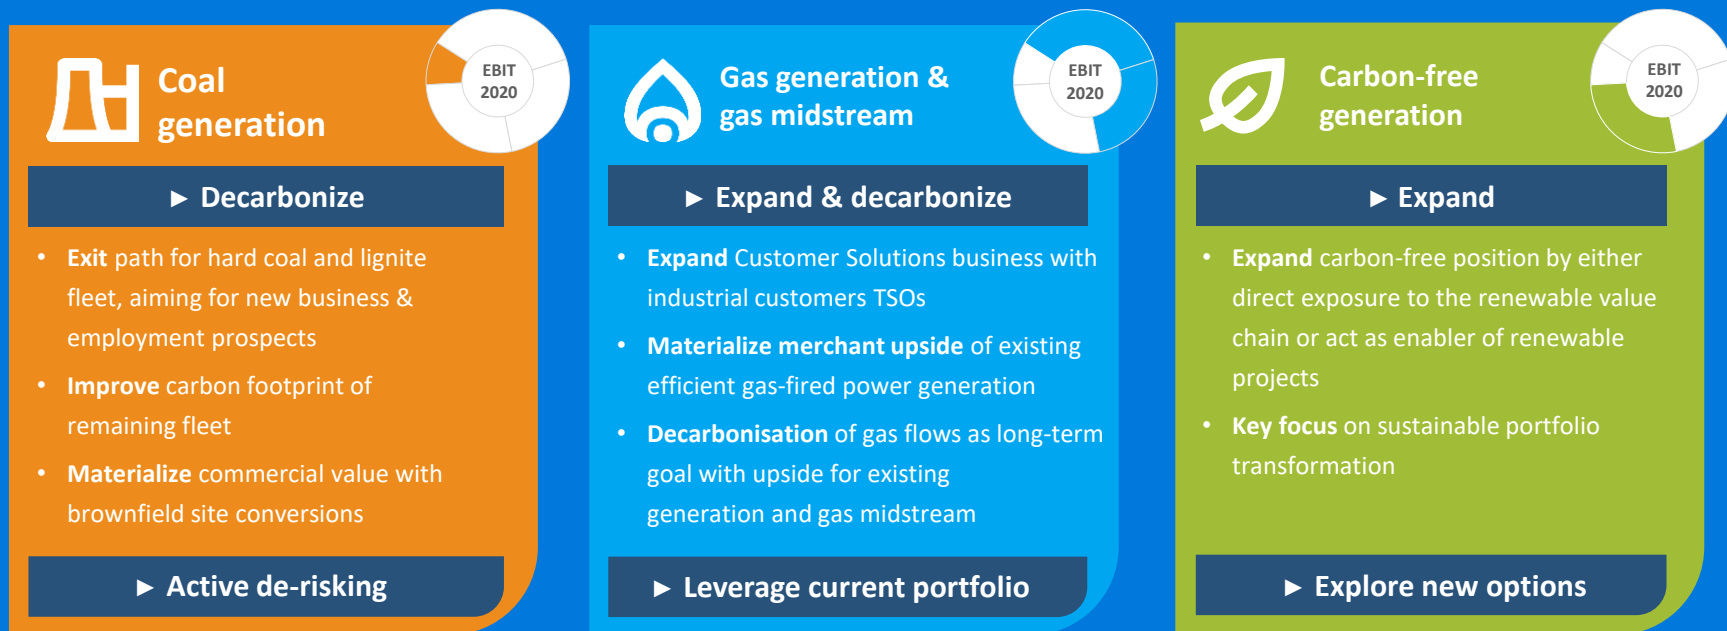 Coal
generation
EBIT
2020
► Decarbonize
• Exit path for hard coal and lignite
fleet, aiming for new business &
employment prospects
• Improve carbon footprint of
remaining fleet
• Materialize commercial value with
brownfield site conversions
► Active de-risking
Gas generation &
gas midstream
EBIT
2020
► Expand & decarbonize
• Expand Customer Solutions business with
industrial customers TSOs
• Materialize merchant upside of existing
efficient gas-fired power generation
• Decarbonisation of gas flows as long-term
goal with upside for existing
generation and gas midstream
► Leverage current portfolio
Carbon-free
generation
EBIT
2020
► Expand
• Expand carbon-free position by either
direct exposure to the renewable value
chain or act as enabler of renewable
projects
• Key focus on sustainable portfolio
transformation
► Explore new options